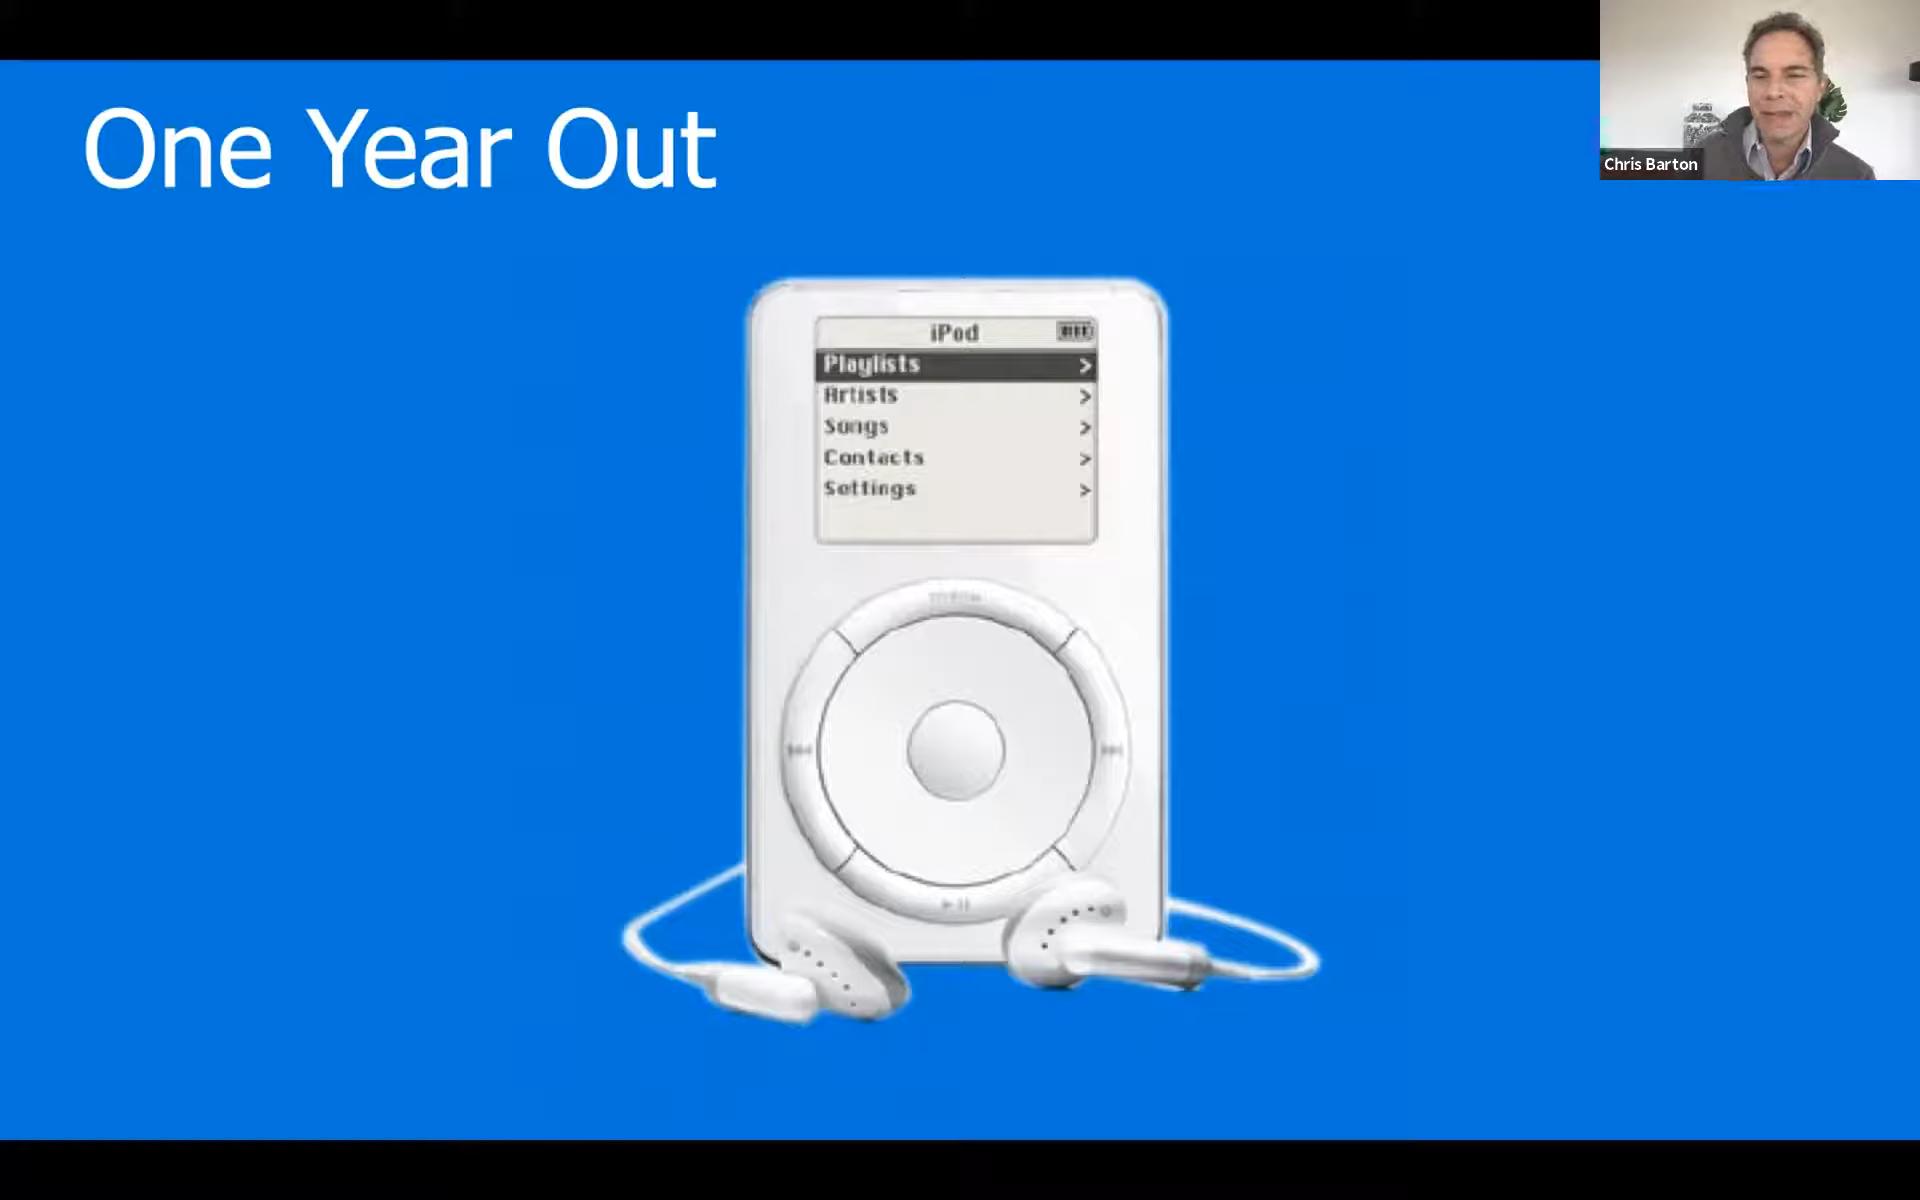 One Year Out
Chris Barton
iPod
Playlists >
Artists >
Songs >
Contacts >
Settings >